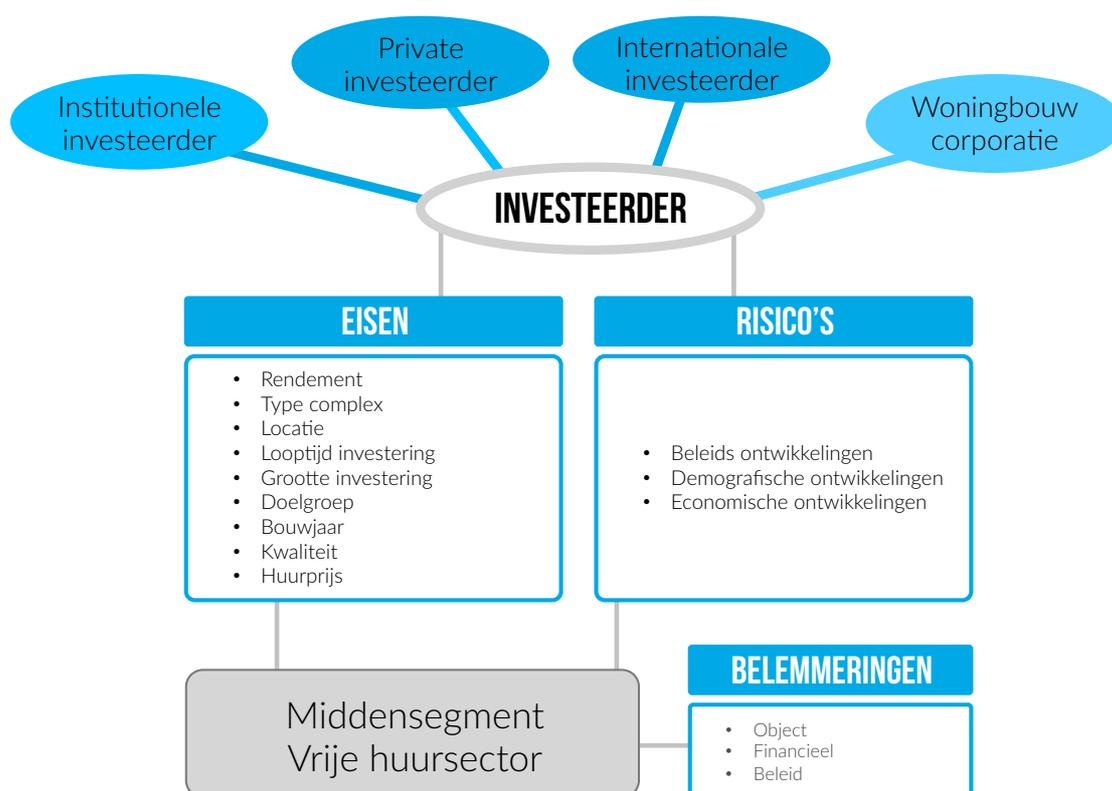 Private
investeerder
Internationale
investeerder
Institutionele
investeerder
Woningbouw
corporatie
INVESTEERDER
EISEN
• Rendement
• Type complex
• Locatie
• Looptijd investering
• Grootte investering
• Doelgroep
• Bouwjaar
• Kwaliteit
• Huurprijs
RISICO'S
• Beleids ontwikkelingen
• Demografische ontwikkelingen
• Economische ontwikkelingen
Middensegment
Vrije huursector
BELEMMERINGEN
• Object
• Financieel
• Beleid